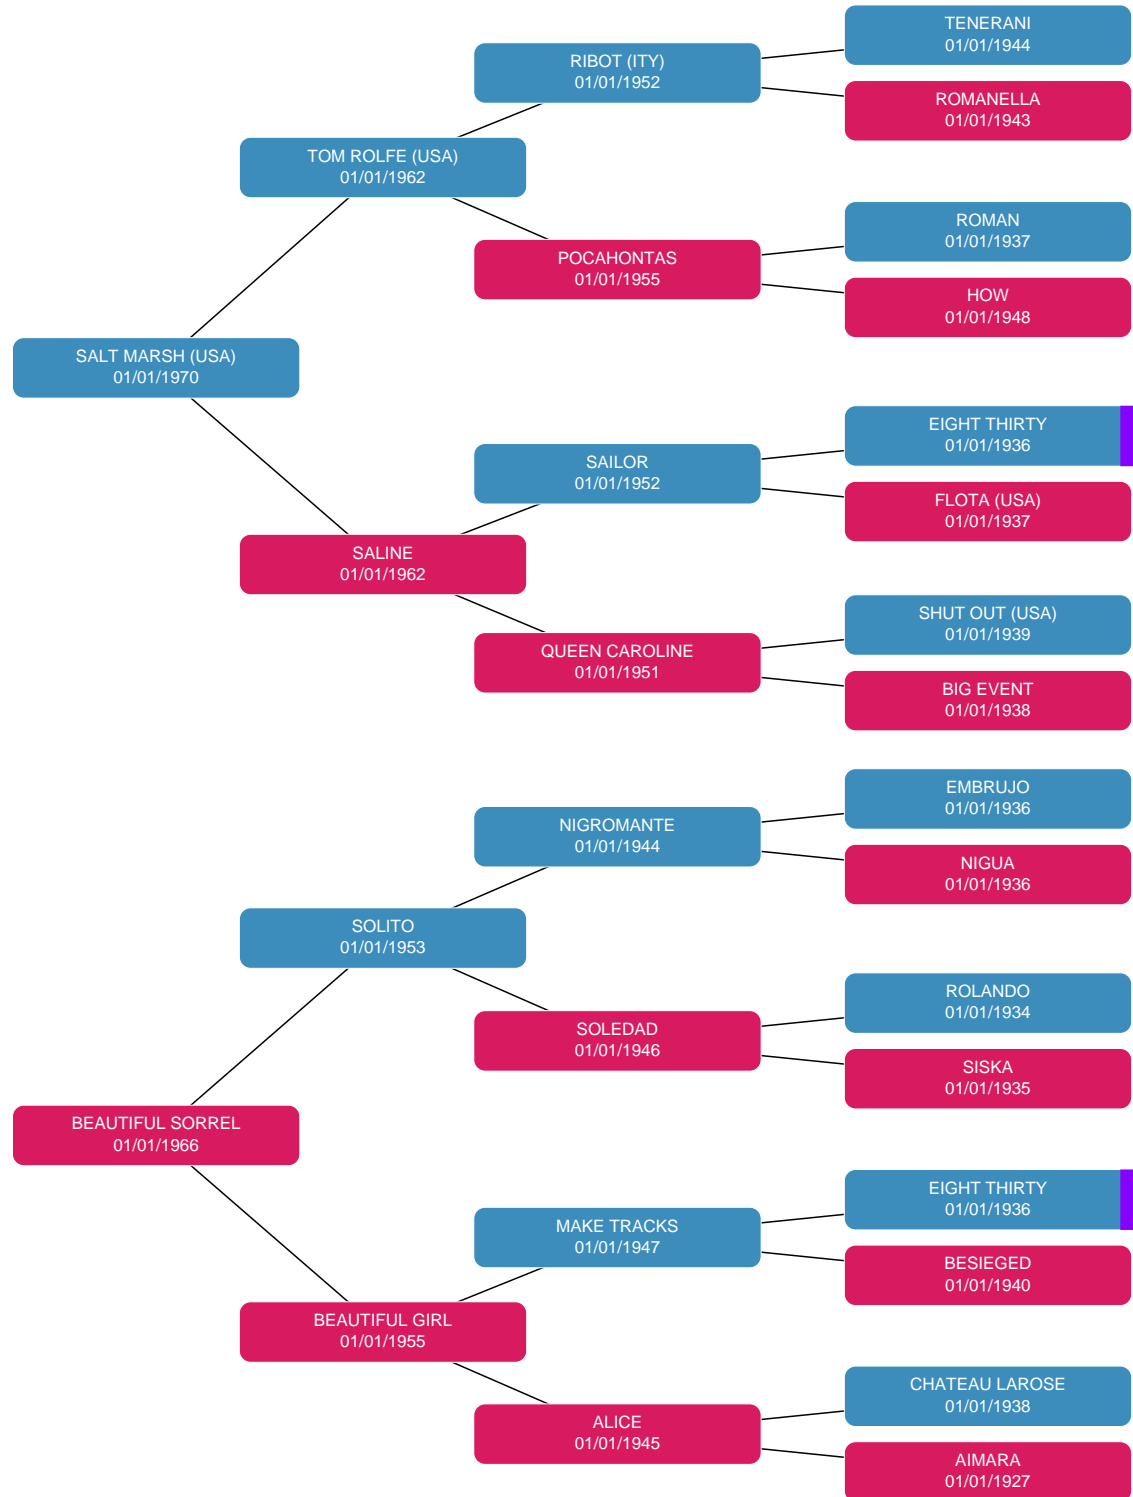 TENERANI
01/01/1944
RIBOT (ITY)
01/01/1952
ROMANELLA
01/01/1943
TOM ROLFE (USA)
01/01/1962
ROMAN
01/01/1937
POCAHONTAS
01/01/1955
HOW
01/01/1948
SALT MARSH (USA)
01/01/1970
EIGHT THIRTY
01/01/1936
SAILOR
01/01/1952
FLOTA (USA)
01/01/1937
SALINE
01/01/1962
SHUT OUT (USA)
01/01/1939
QUEEN CAROLINE
01/01/1951
BIG EVENT
01/01/1938
EMBRUJO
01/01/1936
NIGROMANTE
01/01/1944
NIGUA
01/01/1936
SOLITO
01/01/1953
ROLANDO
01/01/1934
SOLEDAD
01/01/1946
SISKA
01/01/1935
BEAUTIFUL SORREL
01/01/1966
EIGHT THIRTY
01/01/1936
MAKE TRACKS
01/01/1947
BESIEGED
01/01/1940
BEAUTIFUL GIRL
01/01/1955
CHATEAU LAROSE
01/01/1938
ALICE
01/01/1945
AIMARA
01/01/1927